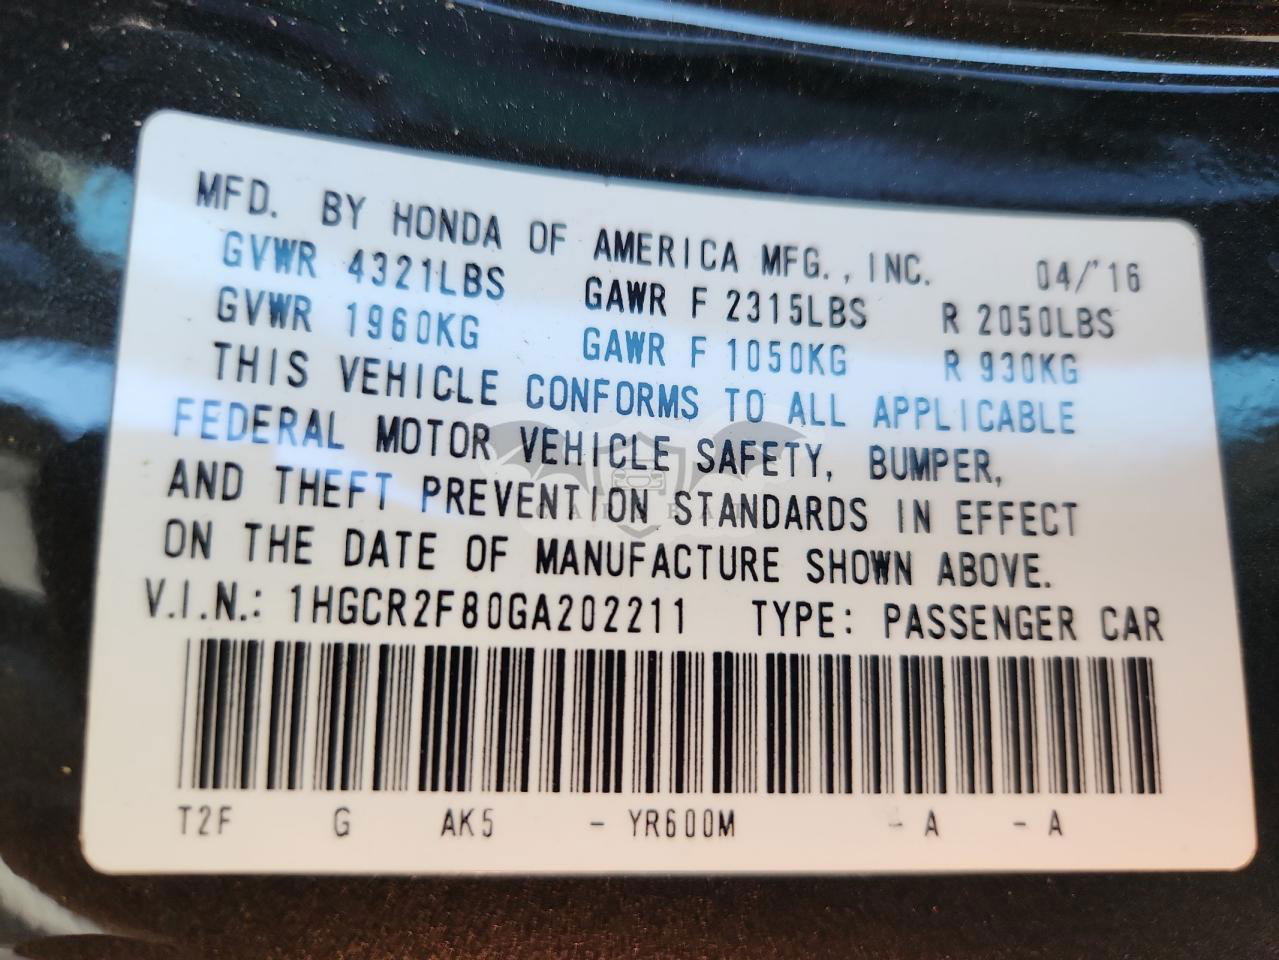 MFD. BY HONDA OF AMERICA MFG., INC. 04/'16
GVWR 4321LBS GAWR F 2315LBS R 2050LBS
GVWR 1960KG GAWR F 1050KG R 930KG
THIS VEHICLE CONFORMS TO ALL APPLICABLE
FEDERAL MOTOR VEHICLE SAFETY, BUMPER,
AND THEFT PREVENTION STANDARDS IN EFFECT
ON THE DATE OF MANUFACTURE SHOWN ABOVE.
V.I.N.: 1HGCR2F80GA202211 TYPE: PASSENGER CAR
T2F G AK5 - YR600M - A - A